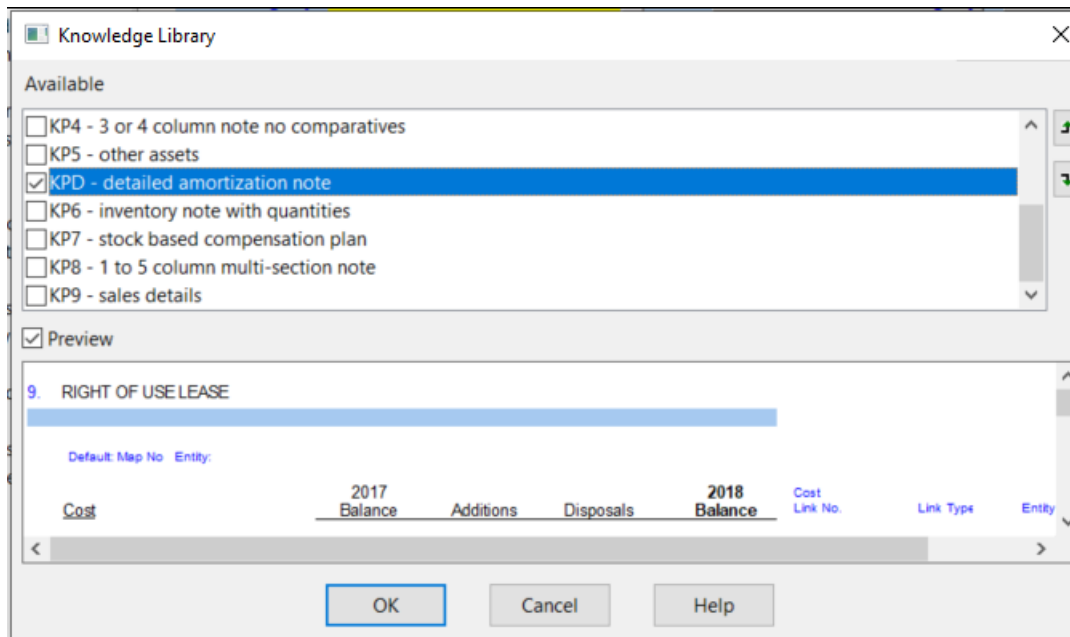 Knowledge Library
Available
KP4 - 3 or 4 column note no comparatives
KP5 - other assets
KPD - detailed amortization note
KP6 - inventory note with quantities
KP7 - stock based compensation plan
KP8 - 1 to 5 column multi-section note
KP9 - sales details
Preview
9. RIGHT OF USE LEASE
Default: Map No Entity:
2017 2018 Cost
Cost Balance Additions Disposals Balance Link No. Link Type Entity
OK Cancel Help